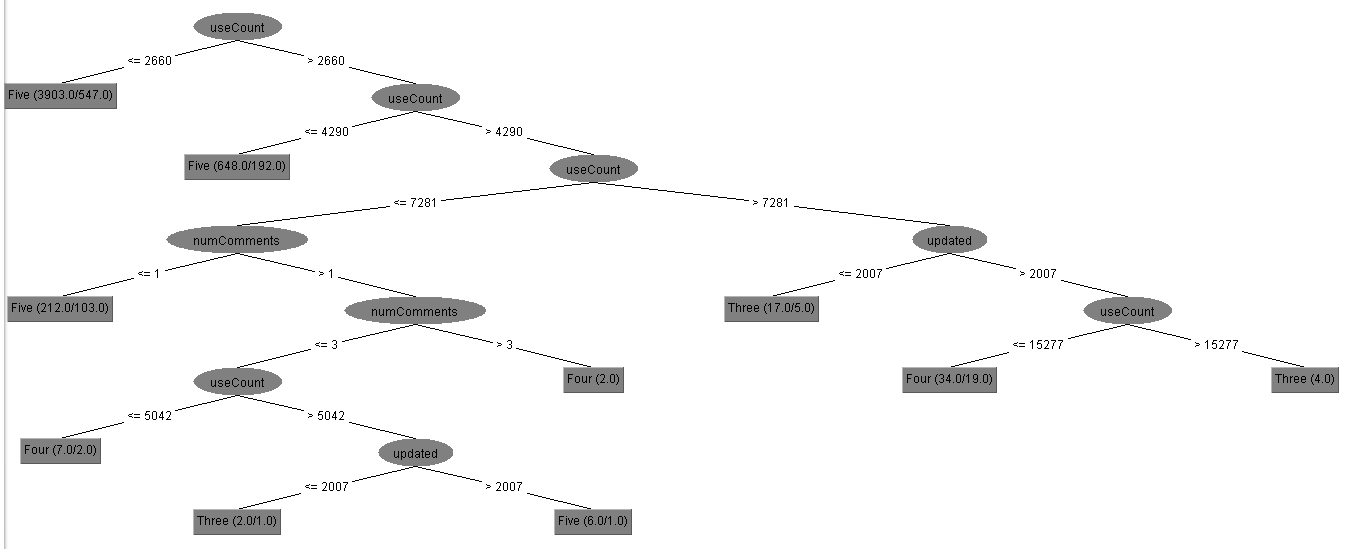 useCount
<= 2660
> 2660
Five (3903.0/547.0)
useCount
<= 4290
> 4290
Five (648.0/192.0)
useCount
<= 7281
> 7281
numComments
updated
<= 1
> 1
<= 2007
> 2007
Five (212.0/103.0)
numComments
Three (17.0/5.0)
useCount
<= 3
> 3
<= 15277
> 15277
useCount
Four (2.0)
Four (34.0/19.0)
Three (4.0)
<= 5042
> 5042
Four (7.0/2.0)
updated
<= 2007
> 2007
Three (2.0/1.0)
Five (6.0/1.0)